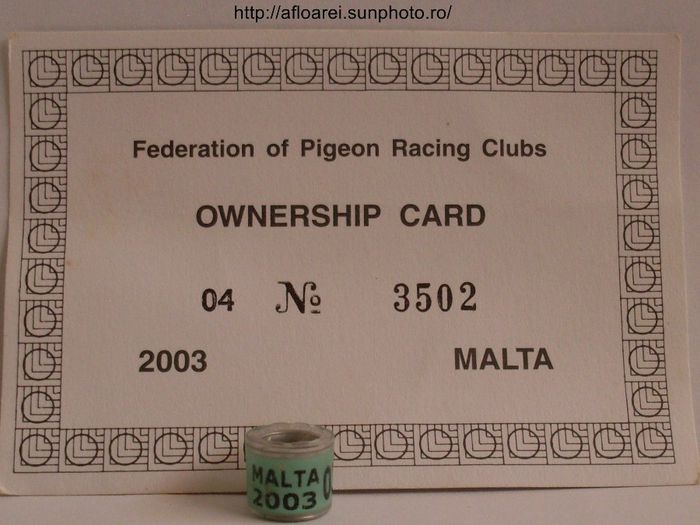 http://afloarei.sunphoto.ro/
Federation of Pigeon Racing Clubs
OWNERSHIP CARD
04 № 3502
2003 MALTA
MALTA
2003